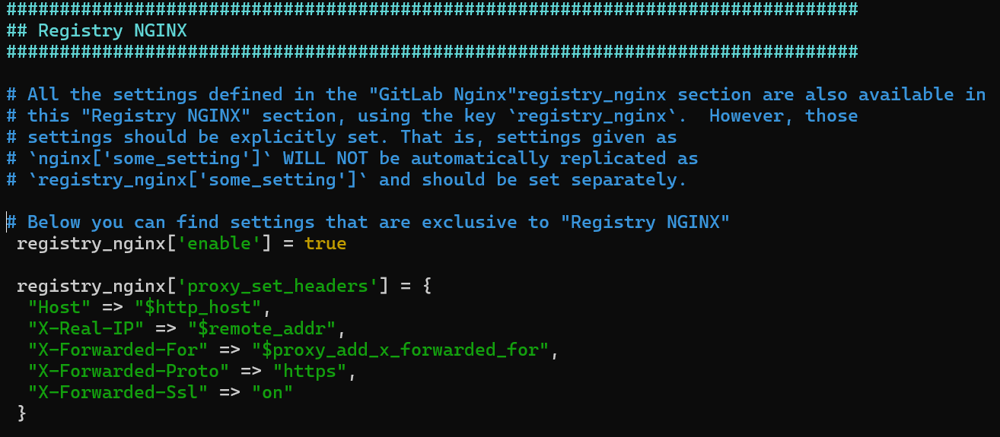 ################################################################################
## Registry NGINX
################################################################################
# All the settings defined in the "GitLab Nginx"registry_nginx section are also available in
# this "Registry NGINX" section, using the key `registry_nginx`.  However, those
# settings should be explicitly set. That is, settings given as
# `nginx['some_setting']` WILL NOT be automatically replicated as
# `registry_nginx['some_setting']` and should be set separately.
# Below you can find settings that are exclusive to "Registry NGINX"
 registry_nginx['enable'] = true
 registry_nginx['proxy_set_headers'] = {
  "Host" => "$http_host",
  "X-Real-IP" => "$remote_addr",
  "X-Forwarded-For" => "$proxy_add_x_forwarded_for",
  "X-Forwarded-Proto" => "https",
  "X-Forwarded-Ssl" => "on"
 }